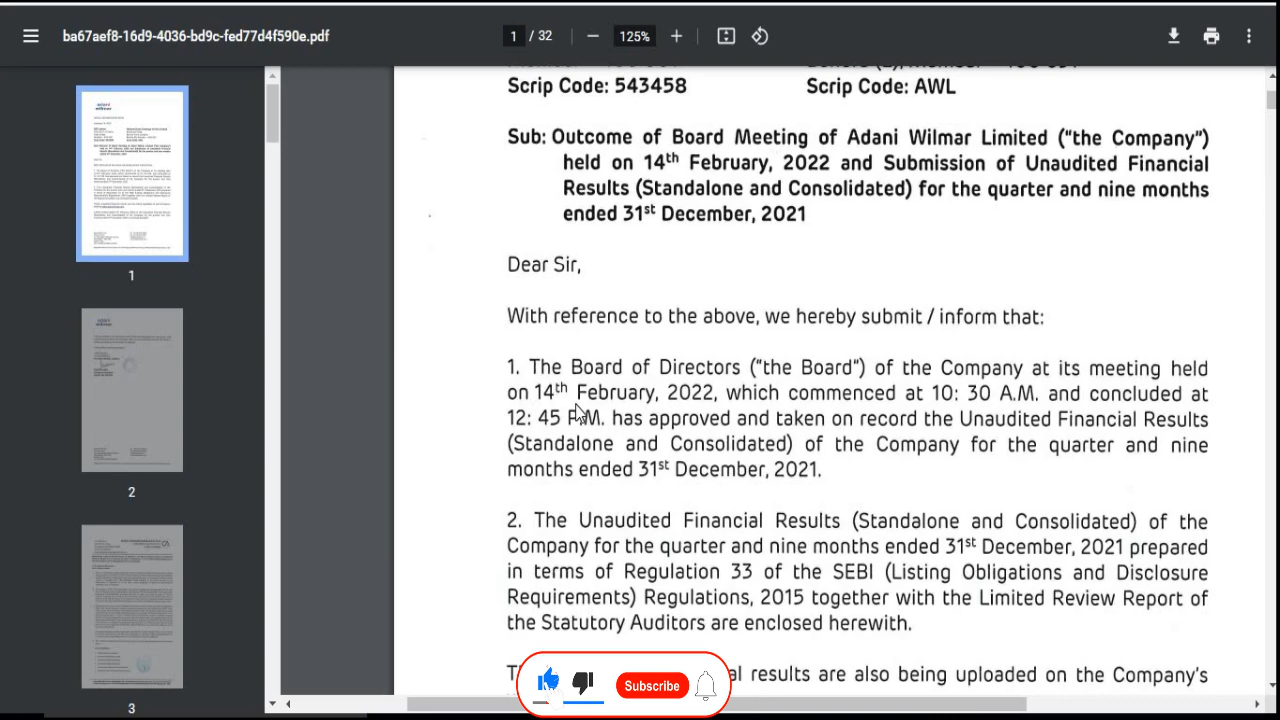 ba67aef8-16d9-4036-bd9c-fed77d4f590e.pdf
1 / 32
125%
Scrip Code: 543458
Scrip Code: AWL
Sub: Outcome of Board Meeting of Adani Wilmar Limited ("the Company")
held on 14th February, 2022 and Submission of Unaudited Financial
Results (Standalone and Consolidated) for the quarter and nine months
ended 31st December, 2021
Dear Sir,
With reference to the above, we hereby submit / inform that:
1. The Board of Directors ("the Board") of the Company at its meeting held
on 14th February, 2022, which commenced at 10: 30 A.M. and concluded at
12: 45 P.M. has approved and taken on record the Unaudited Financial Results
(Standalone and Consolidated) of the Company for the quarter and nine
months ended 31st December, 2021.
2. The Unaudited Financial Results (Standalone and Consolidated) of the
Company for the quarter and nine months ended 31st December, 2021 prepared
in terms of Regulation 33 of the SEBI (Listing Obligations and Disclosure
Requirements) Regulations, 2015 together with the Limited Review Report of
the Statutory Auditors are enclosed herewith.
results are also being uploaded on the Company's
Subscribe
1
2
3